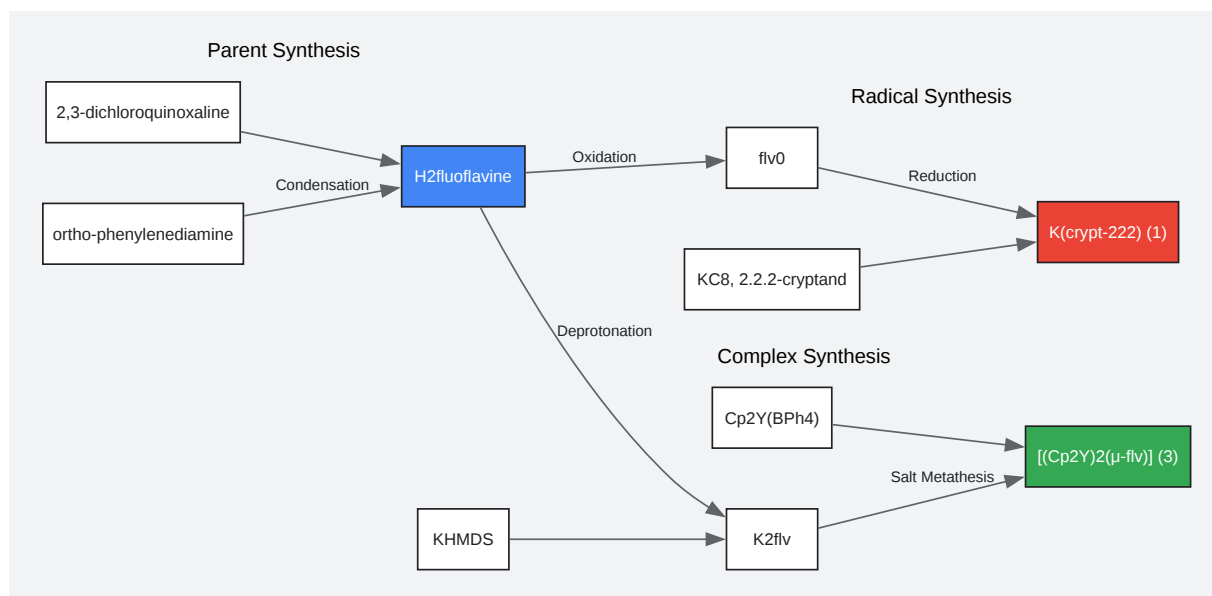 Parent Synthesis
2,3-dichloroquinoxaline
ortho-phenylenediamine
Condensation
H2fluoflavine
Oxidation
Deprotonation
Radical Synthesis
flv0
Reduction
KC8, 2.2.2-cryptand
K(crypt-222) (1)
Complex Synthesis
Cp2Y(BPh4)
Salt Metathesis
[(Cp2Y)2(μ-flv)] (3)
KHMDS
K2flv